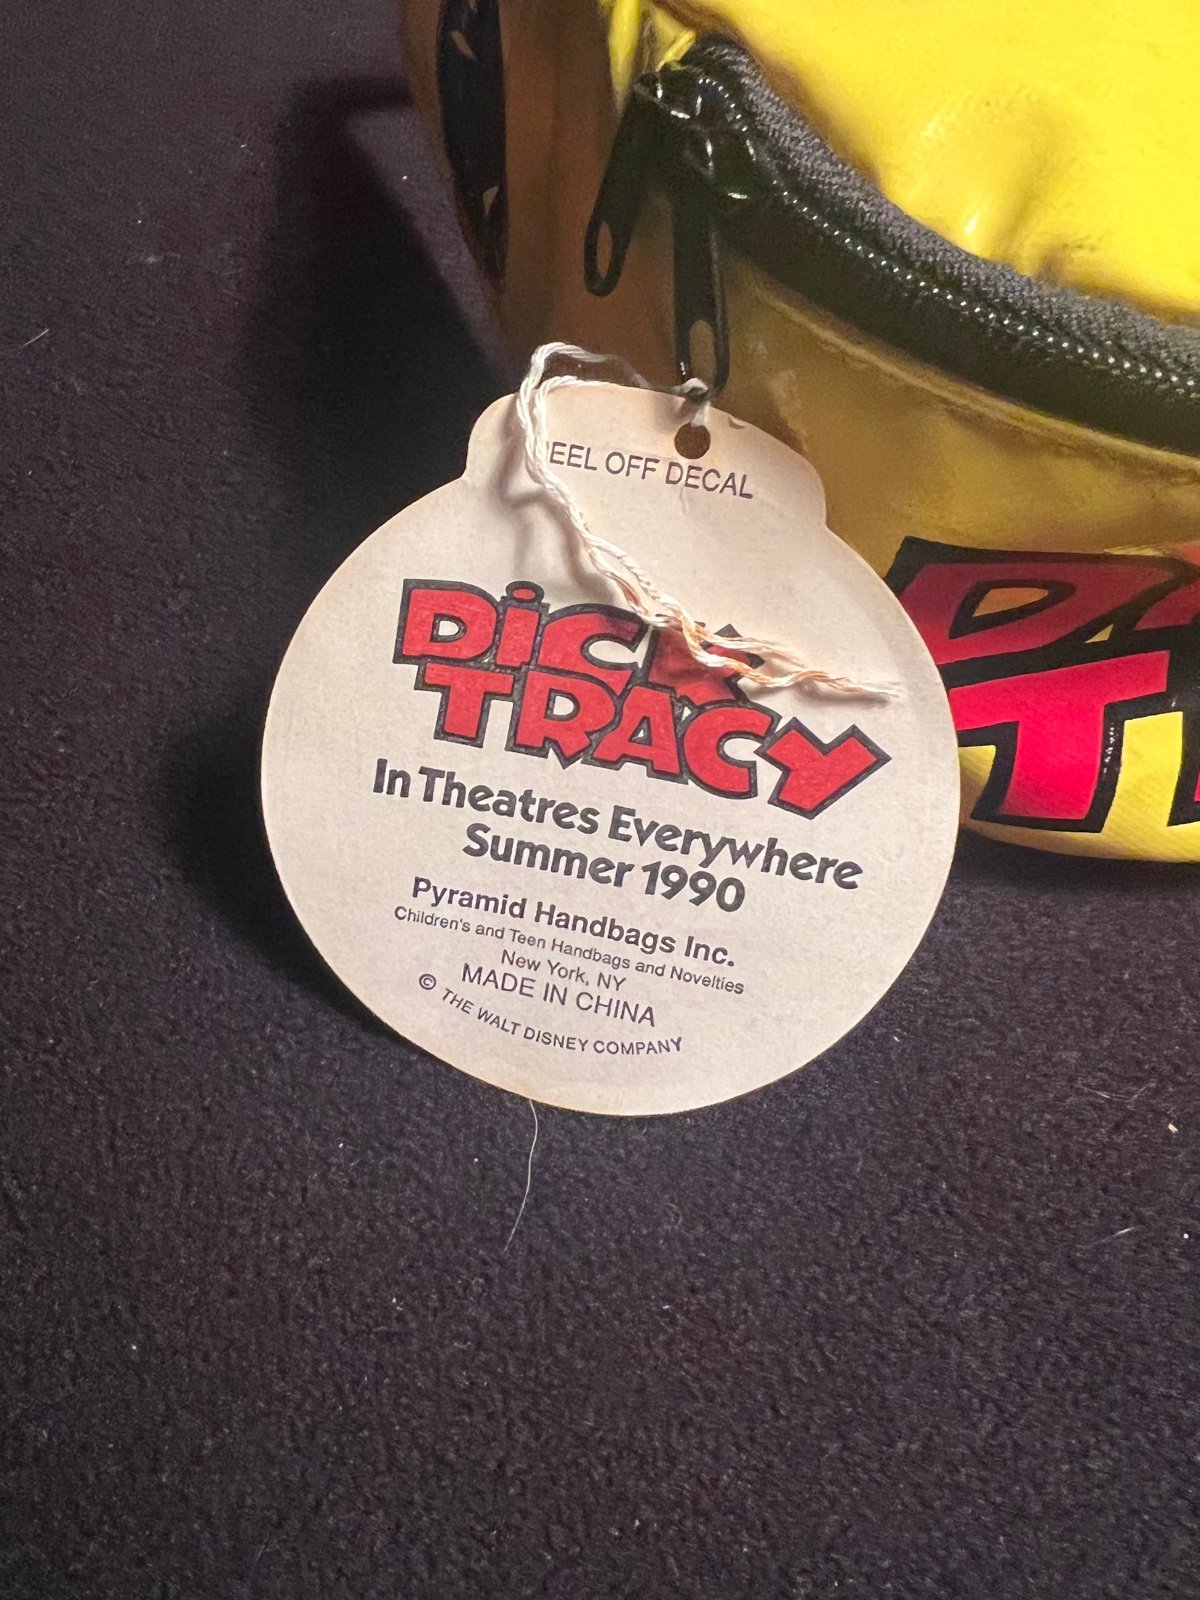 EEL OFF DECAL
DiCK
TRACY
In Theatres Everywhere
Summer 1990
Pyramid Handbags Inc.
Children's and Teen Handbags and Novelties
New York, NY
MADE IN CHINA
© THE WALT DISNEY COMPANY